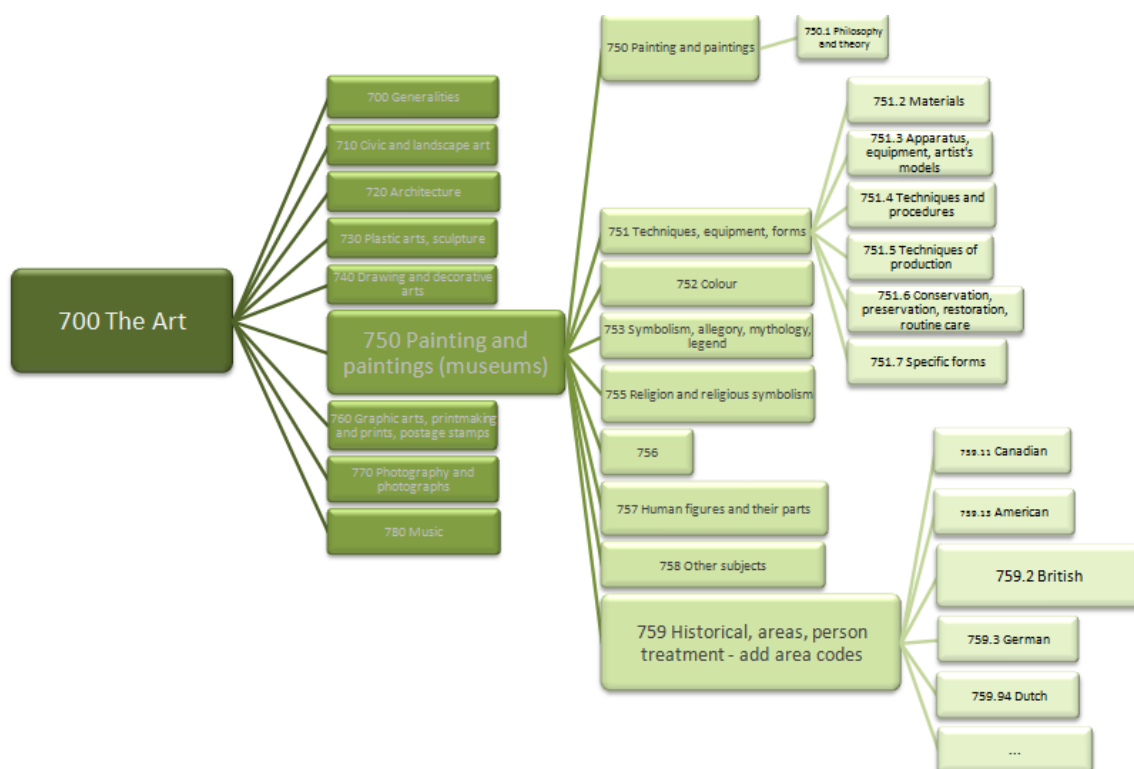 700 The Art
700 Generalities
710 Civic and landscape art
720 Architecture
730 Plastic arts, sculpture
740 Drawing and decorative
arts
750 Painting and
paintings (museums)
760 Graphic arts, printmaking
and prints, postage stamps
770 Photography and
photographs
780 Music
750 Painting and paintings
751 Techniques, equipment, forms
752 Colour
753 Symbolism, allegory, mythology,
legend
755 Religion and religious symbolism
756
757 Human figures and their parts
758 Other subjects
759 Historical, areas, person
treatment - add area codes
750.1 Philosophy
and theory
751.2 Materials
751.3 Apparatus,
equipment, artist's
models
751.4 Techniques and
procedures
751.5 Techniques of
production
751.6 Conservation,
preservation, restoration,
routine care
751.7 Specific forms
759.11 Canadian
759.13 American
759.2 British
759.3 German
759.94 Dutch
...